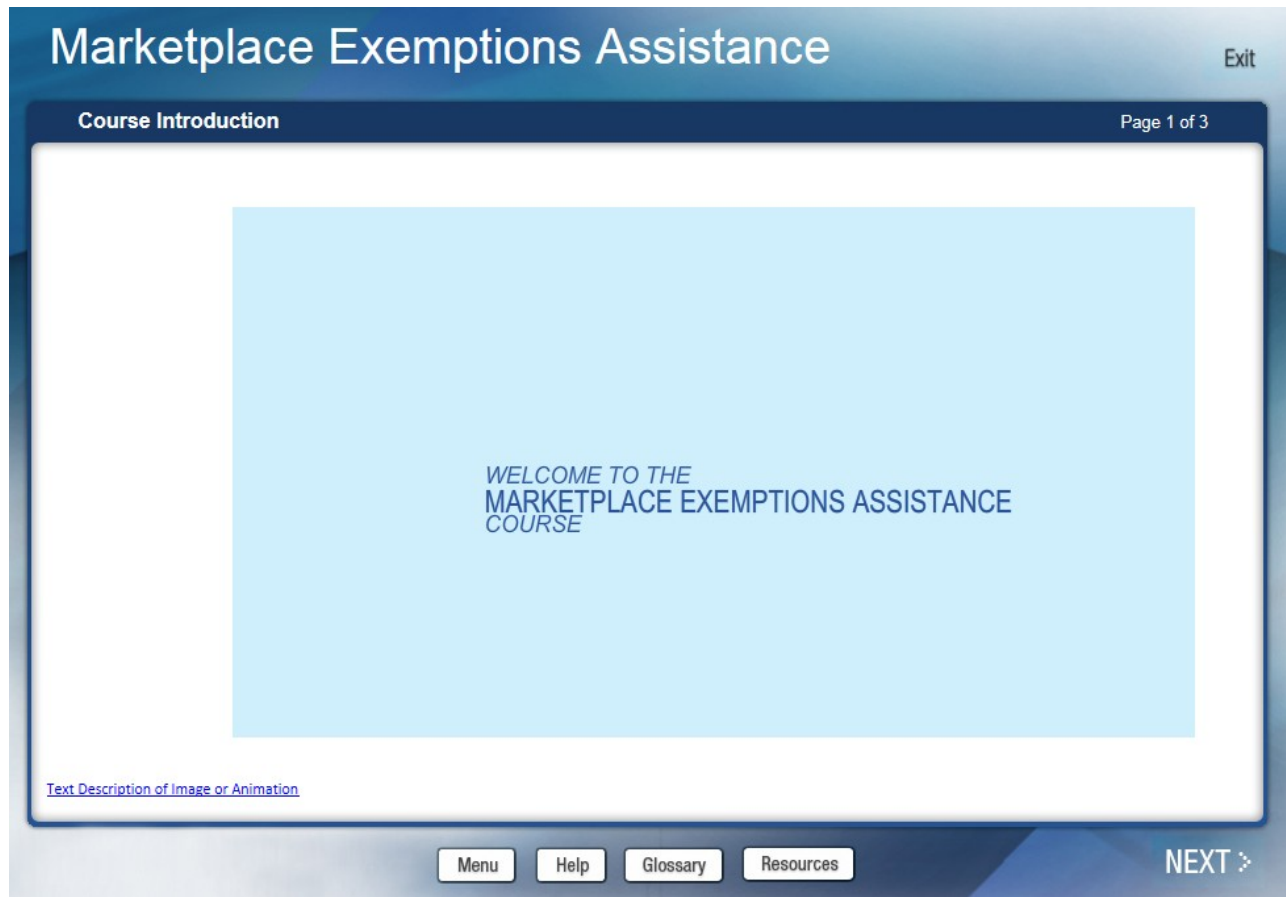 Marketplace Exemptions Assistance
Exit
Course Introduction
Page 1 of 3
WELCOME TO THE
MARKETPLACE EXEMPTIONS ASSISTANCE
COURSE
Text Description of Image or Animation
Menu
Help
Glossary
Resources
NEXT >